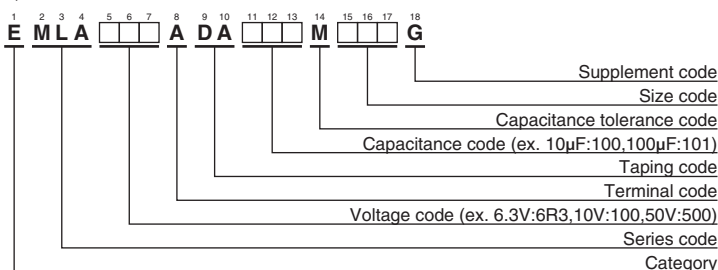 1 2 3 4 5 6 7 8 9 10 11 12 13 14 15 16 17 18
E M L A □□□ A D A □□□ M □□□ G
Supplement code
Size code
Capacitance tolerance code
Capacitance code (ex. 10μF:100,100μF:101)
Taping code
Terminal code
Voltage code (ex. 6.3V:6R3,10V:100,50V:500)
Series code
Category